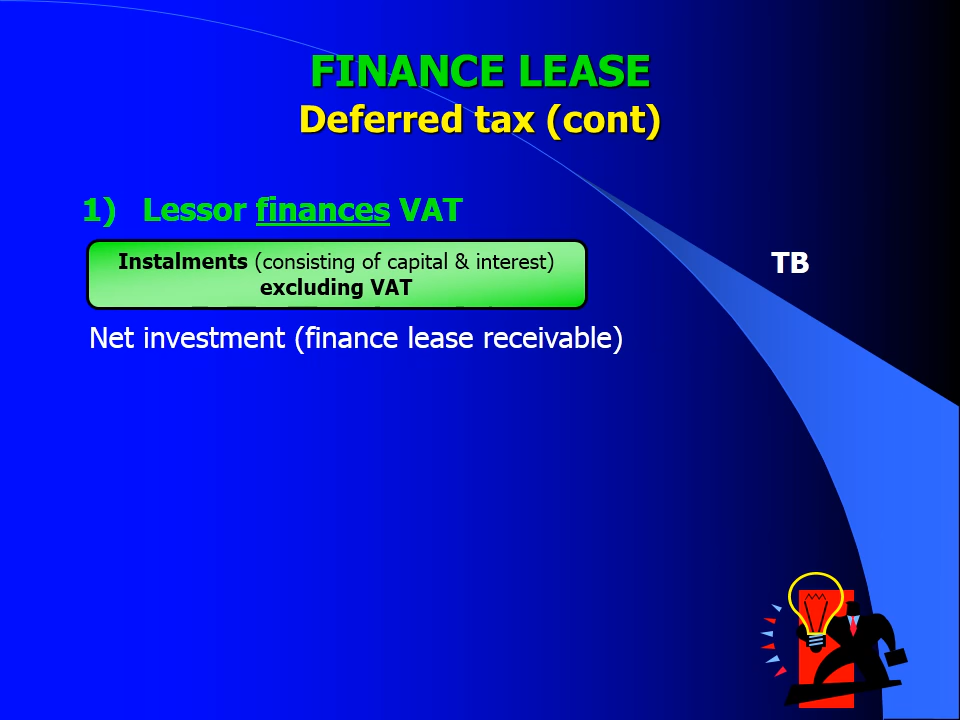 FINANCE LEASE
Deferred tax (cont)
1) Lessor finances VAT
Instalments (consisting of capital & interest)
excluding VAT
TB
Net investment (finance lease receivable)